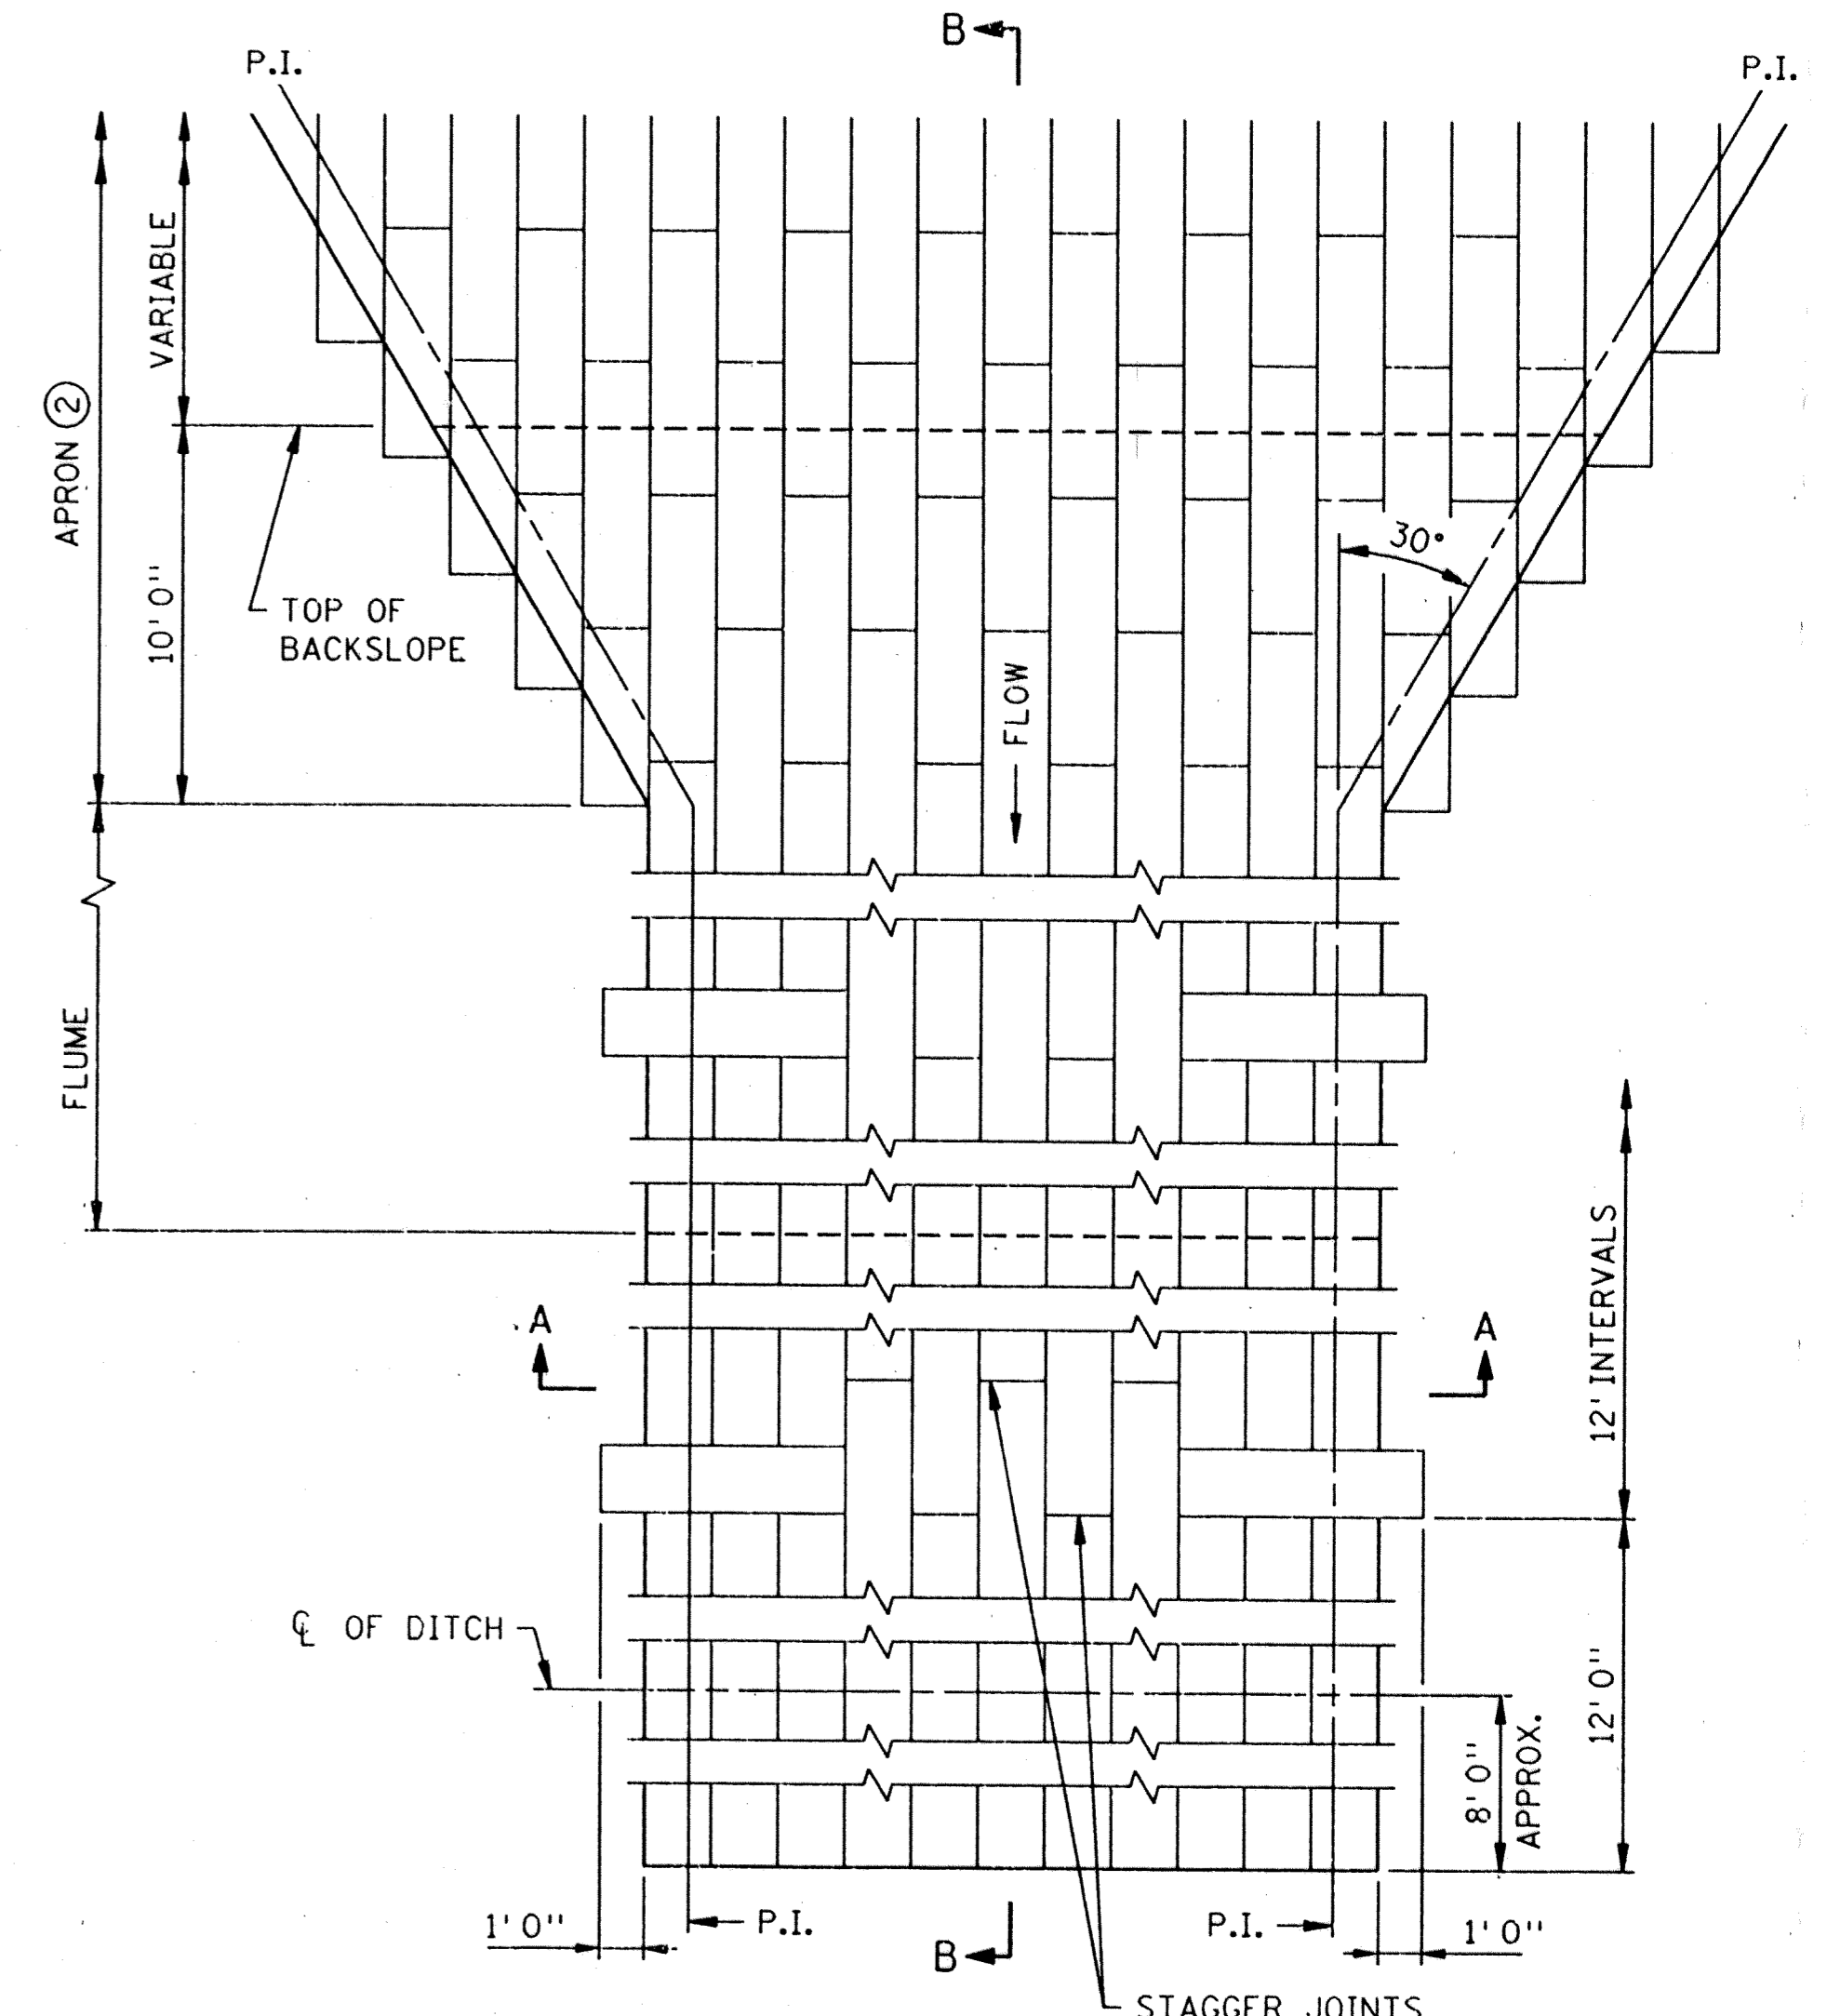 B
P.I.
P.I.
VARIABLE
APRON ②
30°
10'0"
TOP OF
BACKSLOPE
FLOW
FLUME
12' INTERVALS
A
A
℄ OF DITCH
12'0"
8'0"
APPROX.
1'0"
P.I.
P.I.
1'0"
B
STAGGER JOINTS